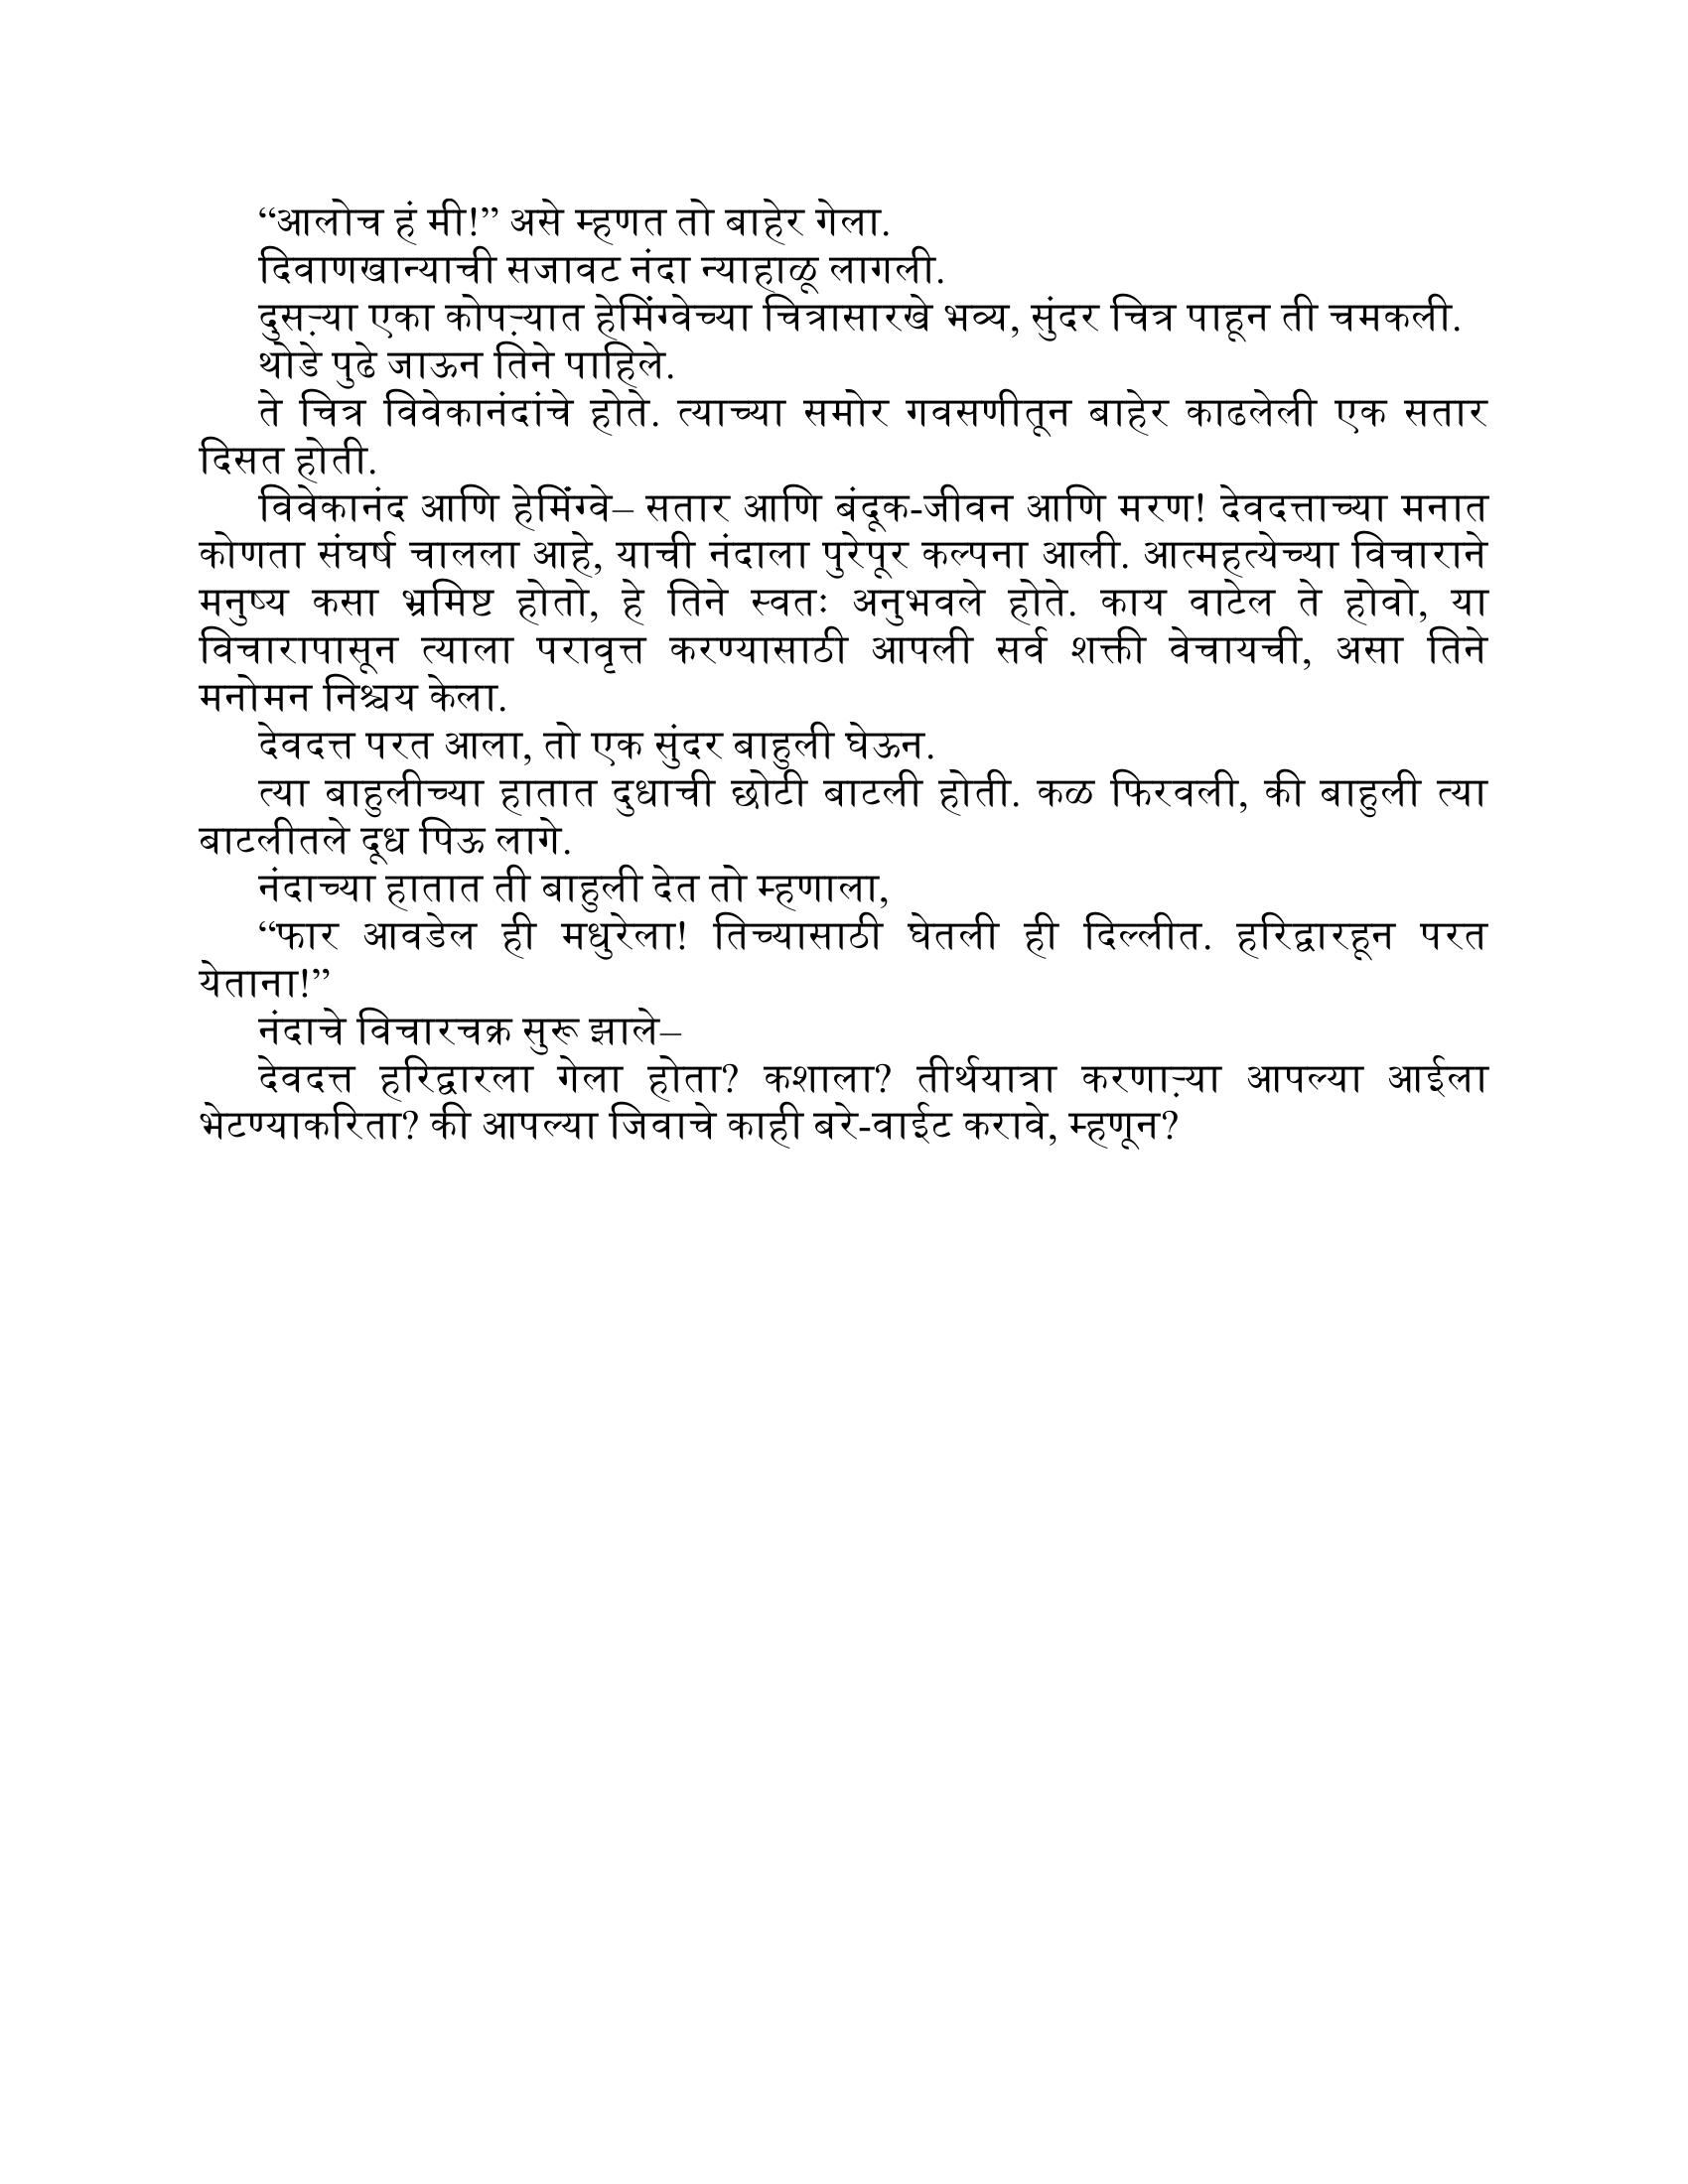 “आलोच हं मी!” असे म्हणत तो बाहेर गेला.
दिवाणखान्याची सजावट नंदा न्याहाळू लागली.
दुसऱ्या एका कोपऱ्यात हेमिंग्वेच्या चित्रासारखे भव्य, सुंदर चित्र पाहून ती चमकली.
थोडे पुढे जाऊन तिने पाहिले.
ते चित्र विवेकानंदांचे होते. त्याच्या समोर गवसणीतून बाहेर काढलेली एक सतार
दिसत होती.
विवेकानंद आणि हेमिंग्वे– सतार आणि बंदूक-जीवन आणि मरण! देवदत्ताच्या मनात
कोणता संघर्ष चालला आहे, याची नंदाला पुरेपूर कल्पना आली. आत्महत्येच्या विचाराने
मनुष्य कसा भ्रमिष्ट होतो, हे तिने स्वतः अनुभवले होते. काय वाटेल ते होवो, या
विचारापासून त्याला परावृत्त करण्यासाठी आपली सर्व शक्ती वेचायची, असा तिने
मनोमन निश्चय केला.
देवदत्त परत आला, तो एक सुंदर बाहुली घेऊन.
त्या बाहुलीच्या हातात दुधाची छोटी बाटली होती. कळ फिरवली, की बाहुली त्या
बाटलीतले दूध पिऊ लागे.
नंदाच्या हातात ती बाहुली देत तो म्हणाला,
“फार आवडेल ही मधुरेला! तिच्यासाठी घेतली ही दिल्लीत. हरिद्वारहून परत
येताना!”
नंदाचे विचारचक्र सुरू झाले–
देवदत्त हरिद्वारला गेला होता? कशाला? तीर्थयात्रा करणाऱ्या आपल्या आईला
भेटण्याकरिता? की आपल्या जिवाचे काही बरे-वाईट करावे, म्हणून?